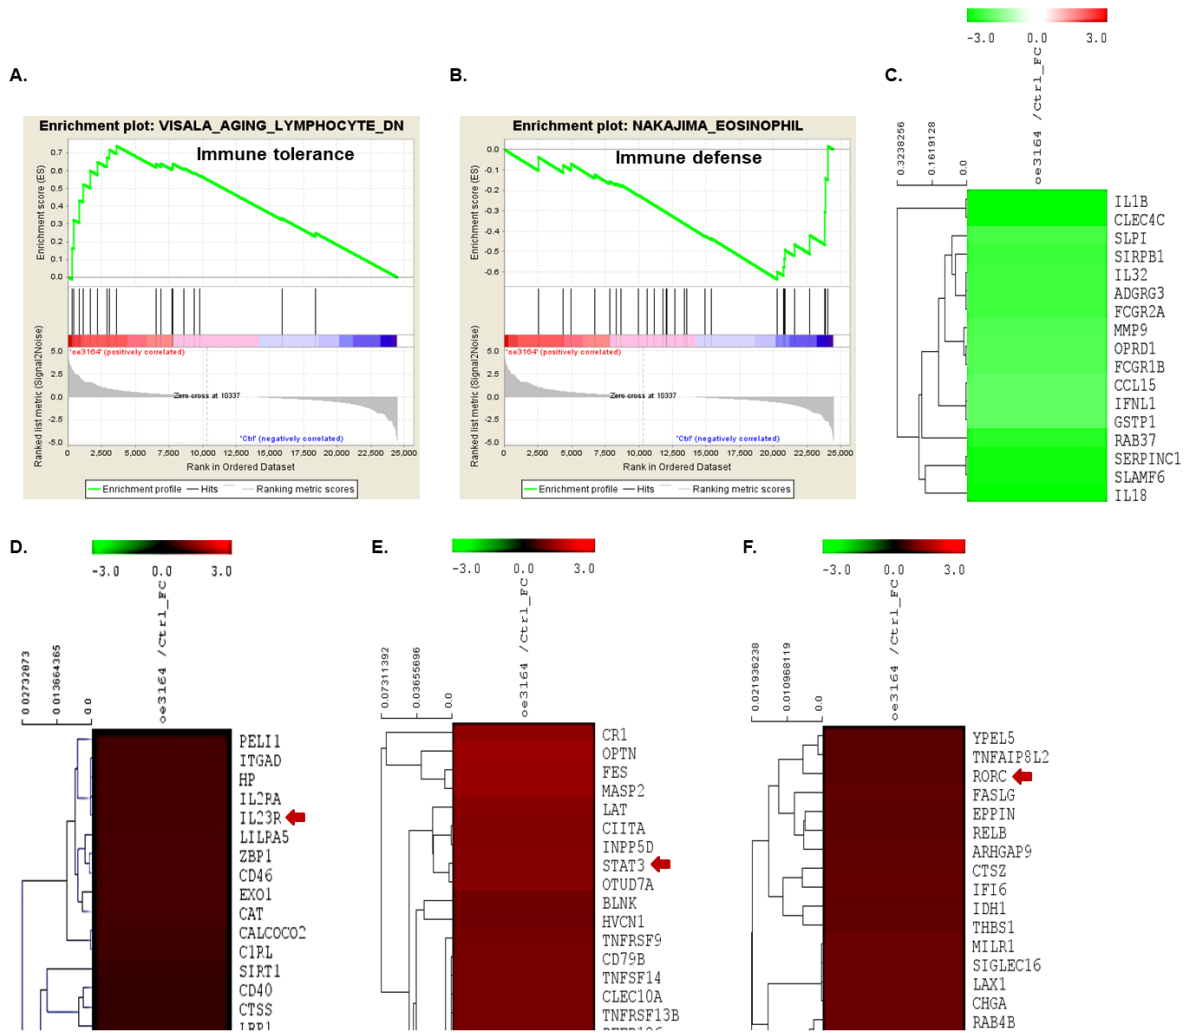 -3.0 0.0 3.0
A.
B.
C.
oe3164 /Ctrl_FC
0.3238256
0.1619128
0.0
Enrichment plot: VISALA_AGING_LYMPHOCYTE_DN
Immune tolerance
Enrichment score (ES)
0.7
0.6
0.5
0.4
0.3
0.2
0.1
0.0
'oe3164' (positively correlated)
Ranked list metric (Signal2Noise)
5.0
2.5
0.0
-2.5
-5.0
Zero cross at 10337
'Ctrl' (negatively correlated)
0 2,500 5,000 7,500 10,000 12,500 15,000 17,500 20,000 22,500 25,000
Rank in Ordered Dataset
Enrichment profile Hits Ranking metric scores
Enrichment plot: NAKAJIMA_EOSINOPHIL
Immune defense
Enrichment score (ES)
0.0
-0.1
-0.2
-0.3
-0.4
-0.5
-0.6
'oe3164' (positively correlated)
Ranked list metric (Signal2Noise)
5.0
2.5
0.0
-2.5
-5.0
Zero cross at 10337
'Ctrl' (negatively correlated)
0 2,500 5,000 7,500 10,000 12,500 15,000 17,500 20,000 22,500 25,000
Rank in Ordered Dataset
Enrichment profile Hits Ranking metric scores
IL1B
CLEC4C
SLPI
SIRPB1
IL32
ADGRG3
FCGR2A
MMP9
OPRD1
FCGR1B
CCL15
IFNL1
GSTP1
RAB37
SERPINC1
SLAMF6
IL18
D.
-3.0 0.0 3.0
oe3164 /Ctrl_FC
0.02732873
0.013664365
0.0
PELI1
ITGAD
HP
IL2RA
IL23R
LILRA5
ZBP1
CD46
EXO1
CAT
CALCOCO2
C1RL
SIRT1
CD40
CTSS
LRP1
E.
-3.0 0.0 3.0
oe3164 /Ctrl_FC
0.07311392
0.03655696
0.0
CR1
OPTN
FES
MASP2
LAT
CIITA
INPP5D
STAT3
OTUD7A
BLNK
HVCN1
TNFRSF9
CD79B
TNFSF14
CLEC10A
TNFRSF13B
F.
-3.0 0.0 3.0
oe3164 /Ctrl_FC
0.021936238
0.010968119
0.0
YPEL5
TNFAIP8L2
RORC
FASLG
EPPIN
RELB
ARHGAP9
CTSZ
IFI6
IDH1
THBS1
MILR1
SIGLEC16
LAX1
CHGA
RAB4B